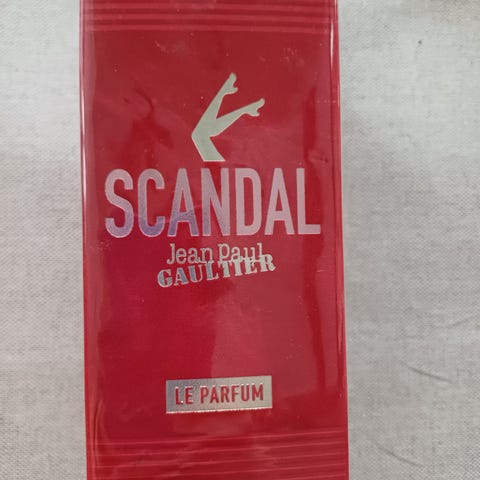 SCANDAL
Jean Paul
GAULTIER
LE PARFUM